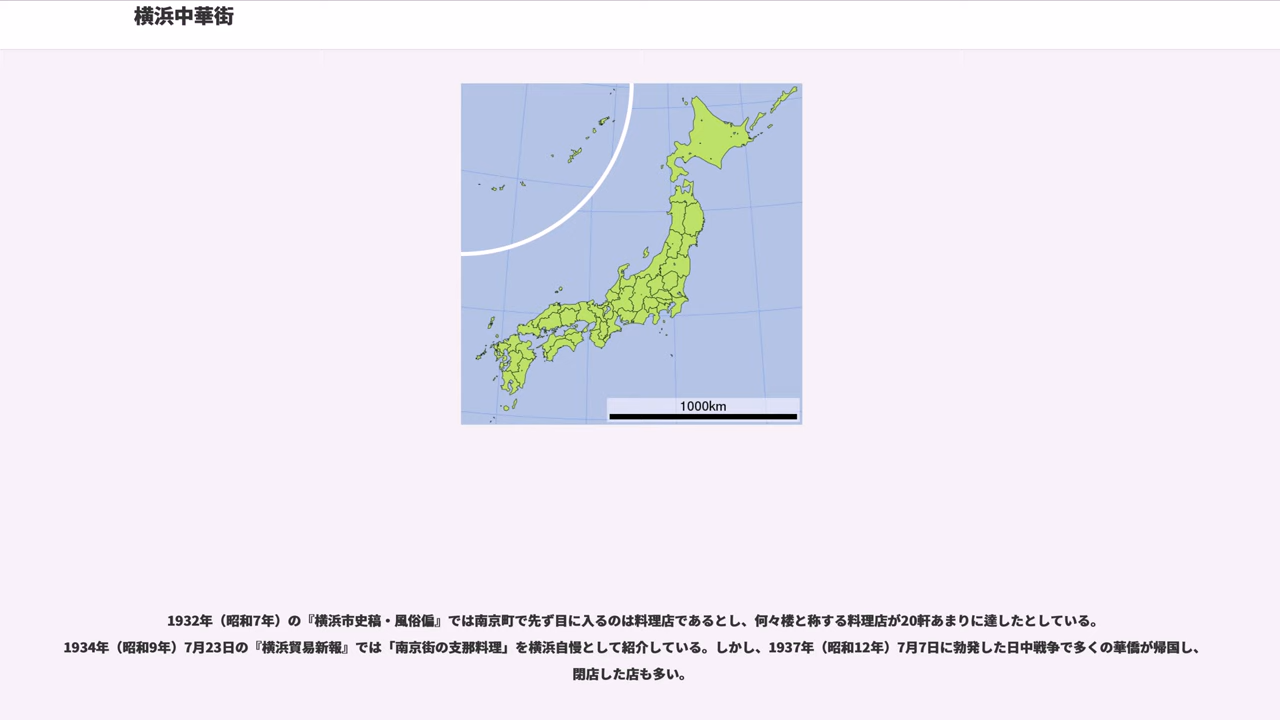 横浜中華街
1000km
1932年（昭和7年）の『横浜市史稿・風俗偏』では南京町で先ず目に入るのは料理店であるとし、何々楼と称する料理店が20軒あまりに達したとしている。
1934年（昭和9年）7月23日の『横浜貿易新報』では「南京街の支那料理」を横浜自慢として紹介している。しかし、1937年（昭和12年）7月7日に勃発した日中戦争で多くの華僑が帰国し、
閉店した店も多い。